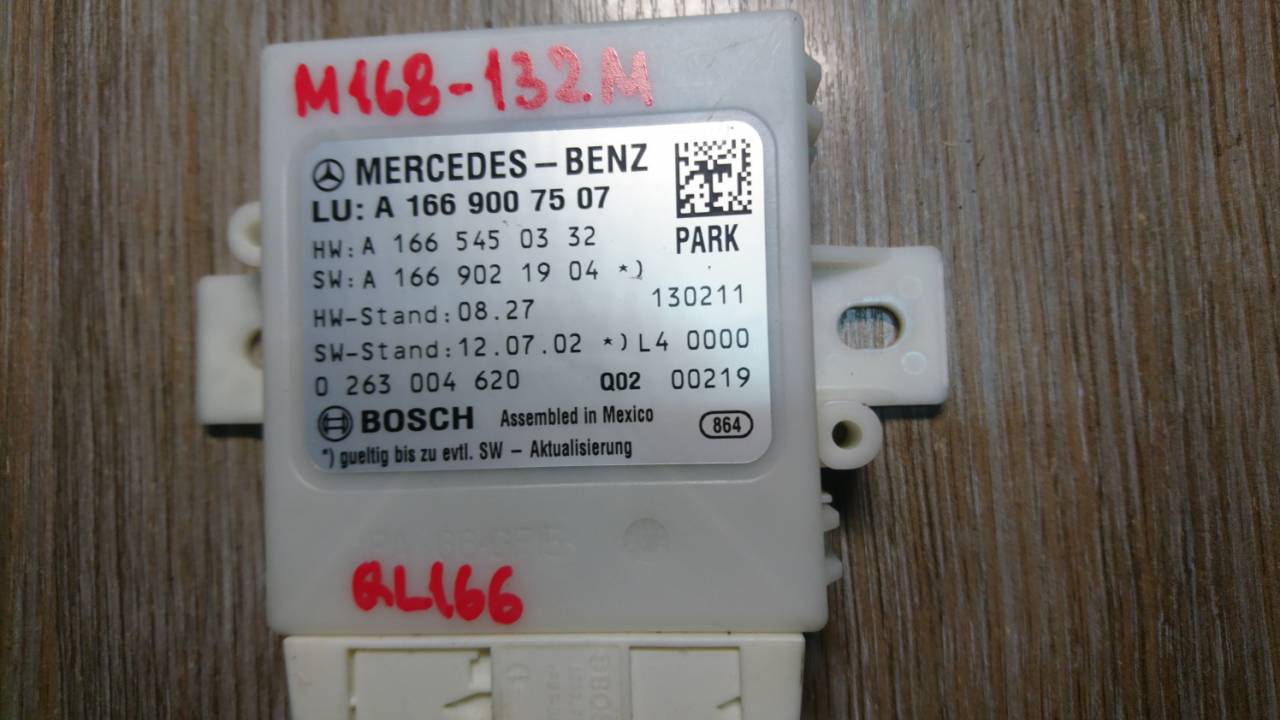 M168-132.M
MERCEDES-BENZ
LU: A 166 900 75 07
HW: A 166 545 03 32
PARK
SW: A 166 902 19 04 *)
HW-Stand: 08.27
130211
SW-Stand: 12.07.02 *) L4 0000
0 263 004 620 Q02 00219
BOSCH Assembled in Mexico 864
*) gueltig bis zu evtl. SW - Aktualisierung